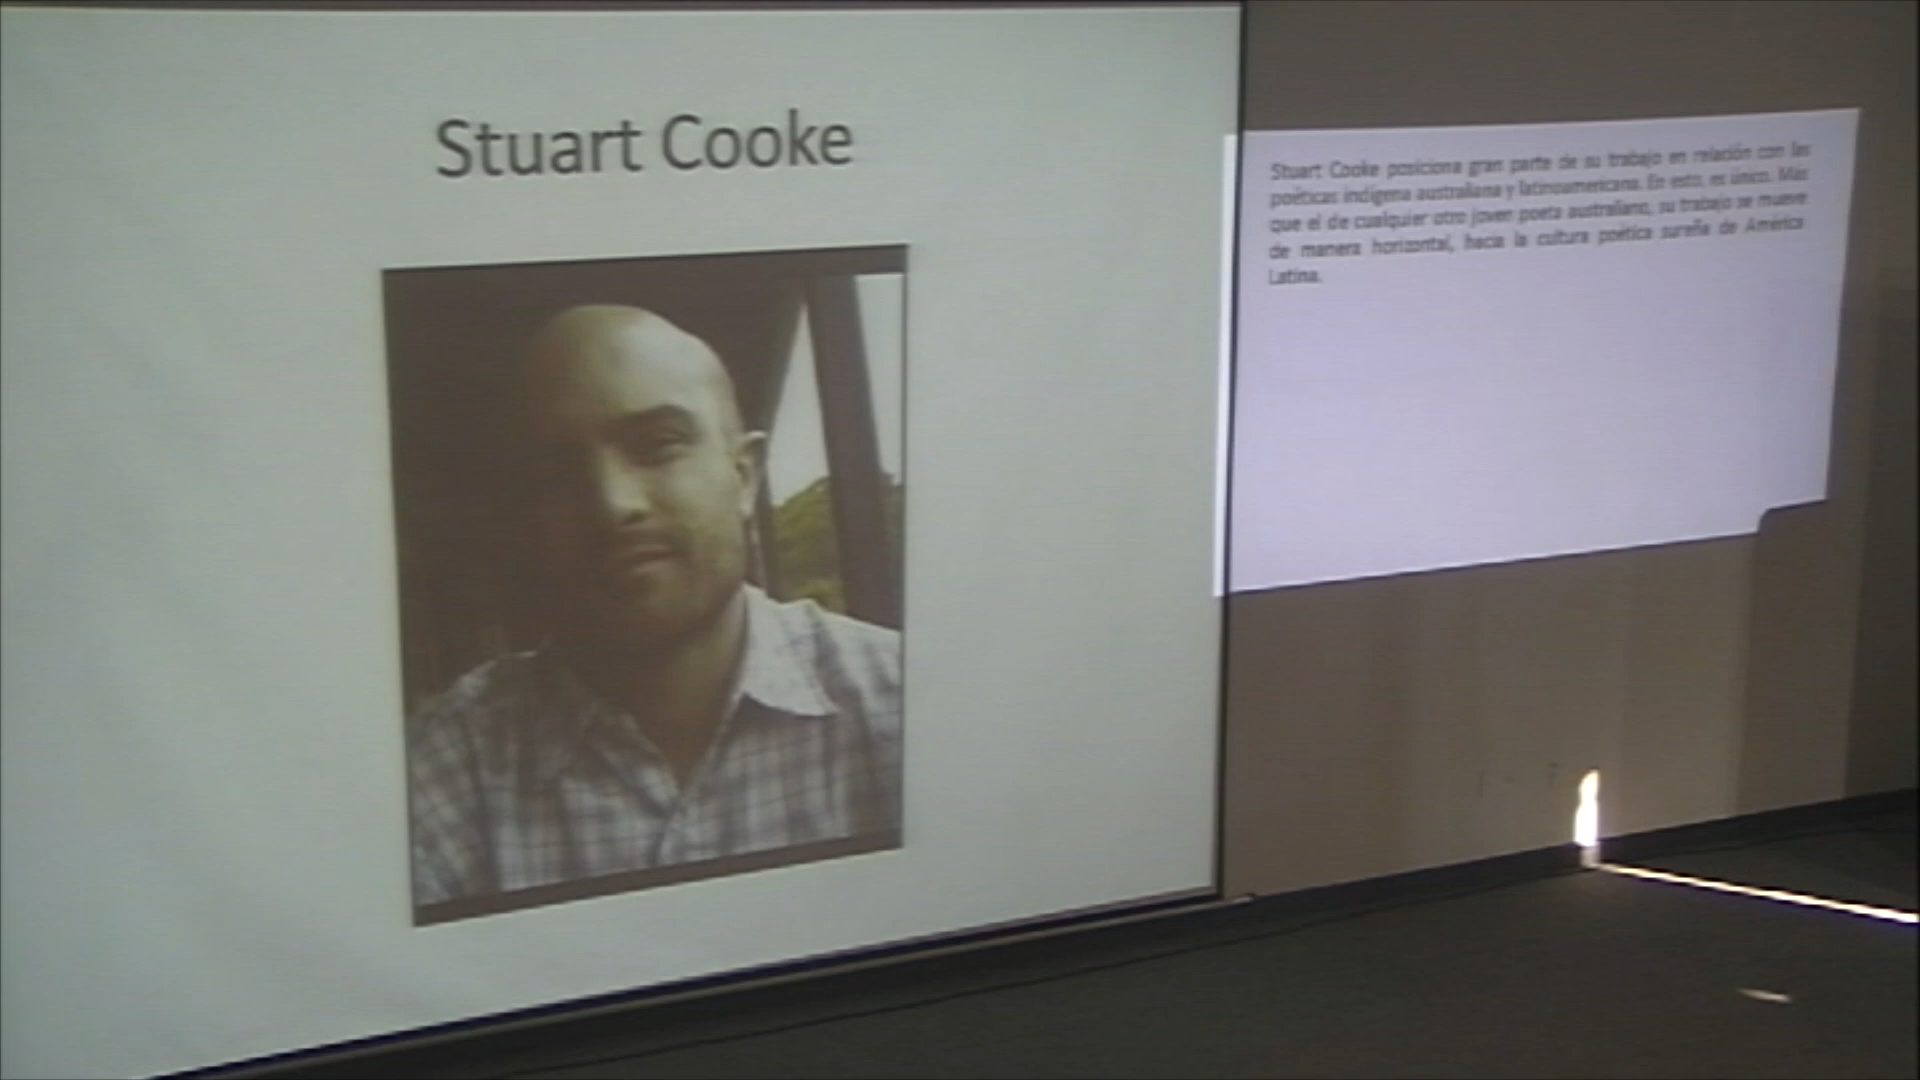 Stuart Cooke
Stuart Cooke posiciona gran parte de su trabajo en relación con las
poéticas indígena australiana y latinoamericana. En esto, es único. Más
que el de cualquier otro joven poeta australiano, su trabajo se mueve
de manera horizontal, hacia la cultura poética sureña de América
Latina.